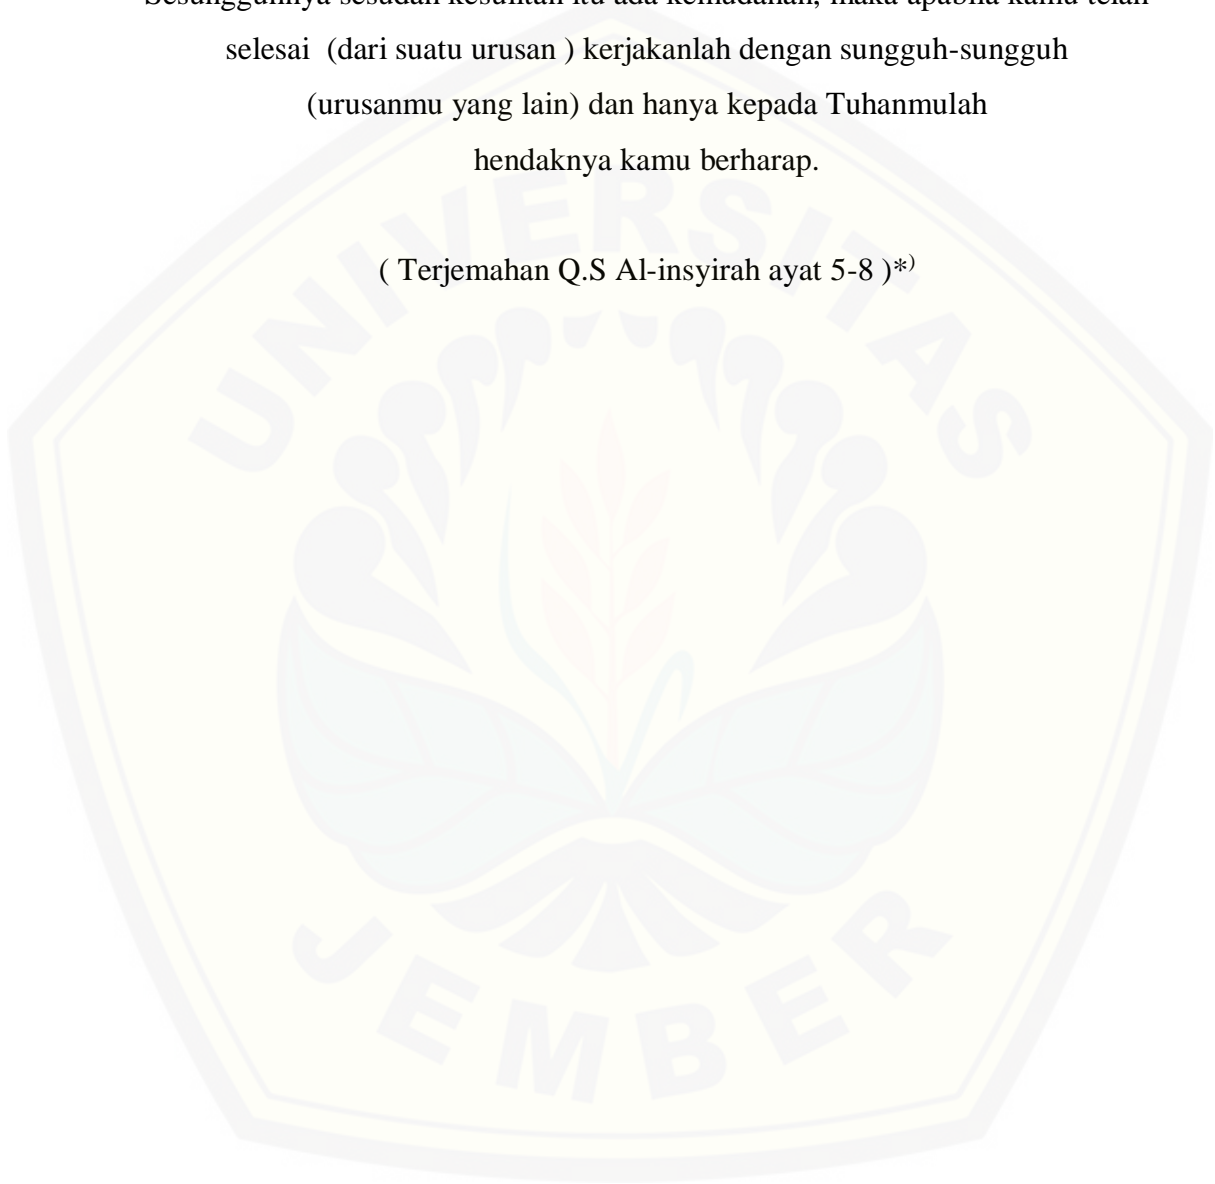 Sesungguhnya sesudah kesulitan itu ada kemudahan, maka apabila kamu telah
selesai  (dari suatu urusan ) kerjakanlah dengan sungguh-sungguh
(urusanmu yang lain) dan hanya kepada Tuhanmulah
hendaknya kamu berharap.
( Terjemahan Q.S Al-insyirah ayat 5-8 )*)
UNIVERSITAS
JEMBER